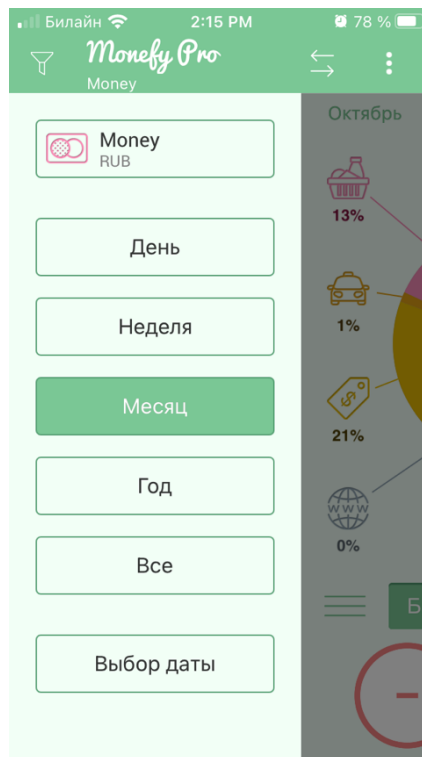 Билайн 2:15 PM 78 %
Monefy Pro
Money
Октябрь
Money
RUB
13%
День
Неделя
1%
Месяц
$
21%
Год
www
0%
Все
Б
Выбор даты